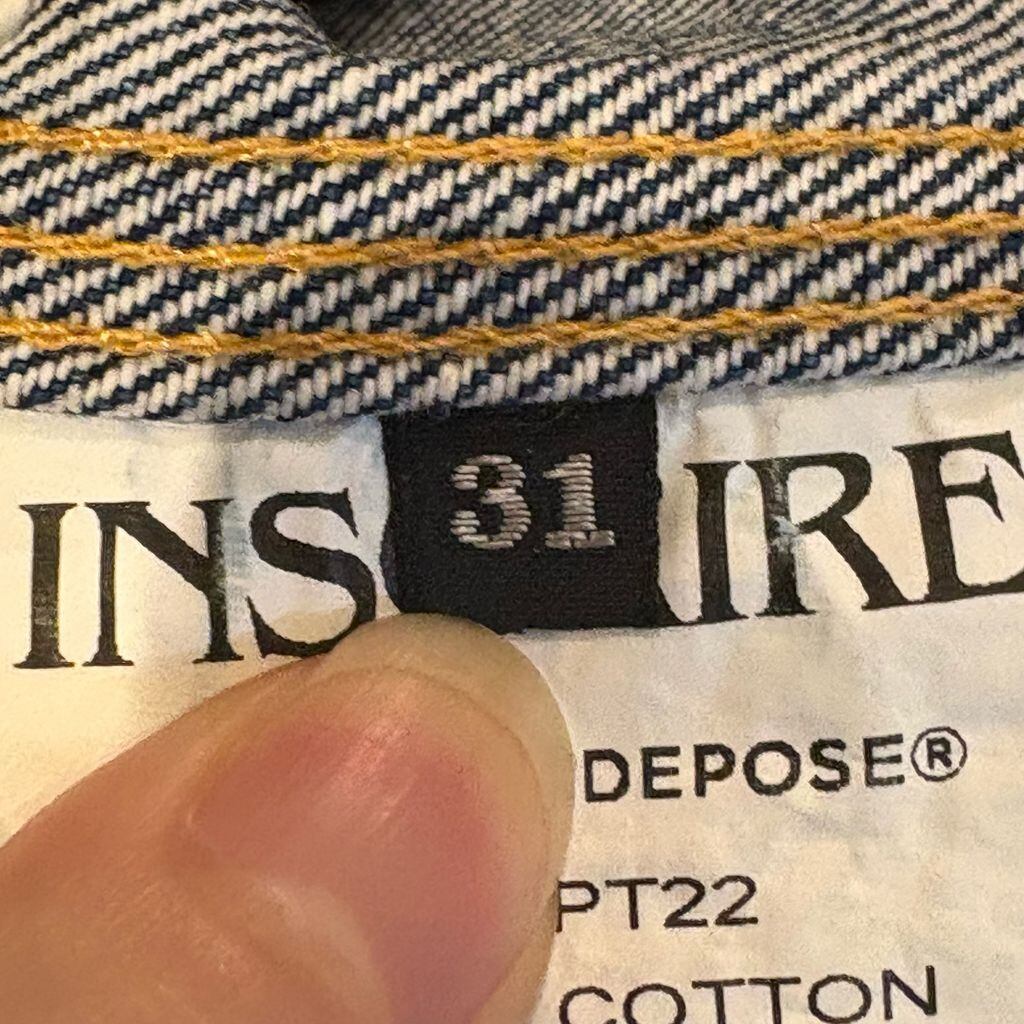 31
INS IRE
DEPOSE®
PT22
COTTON